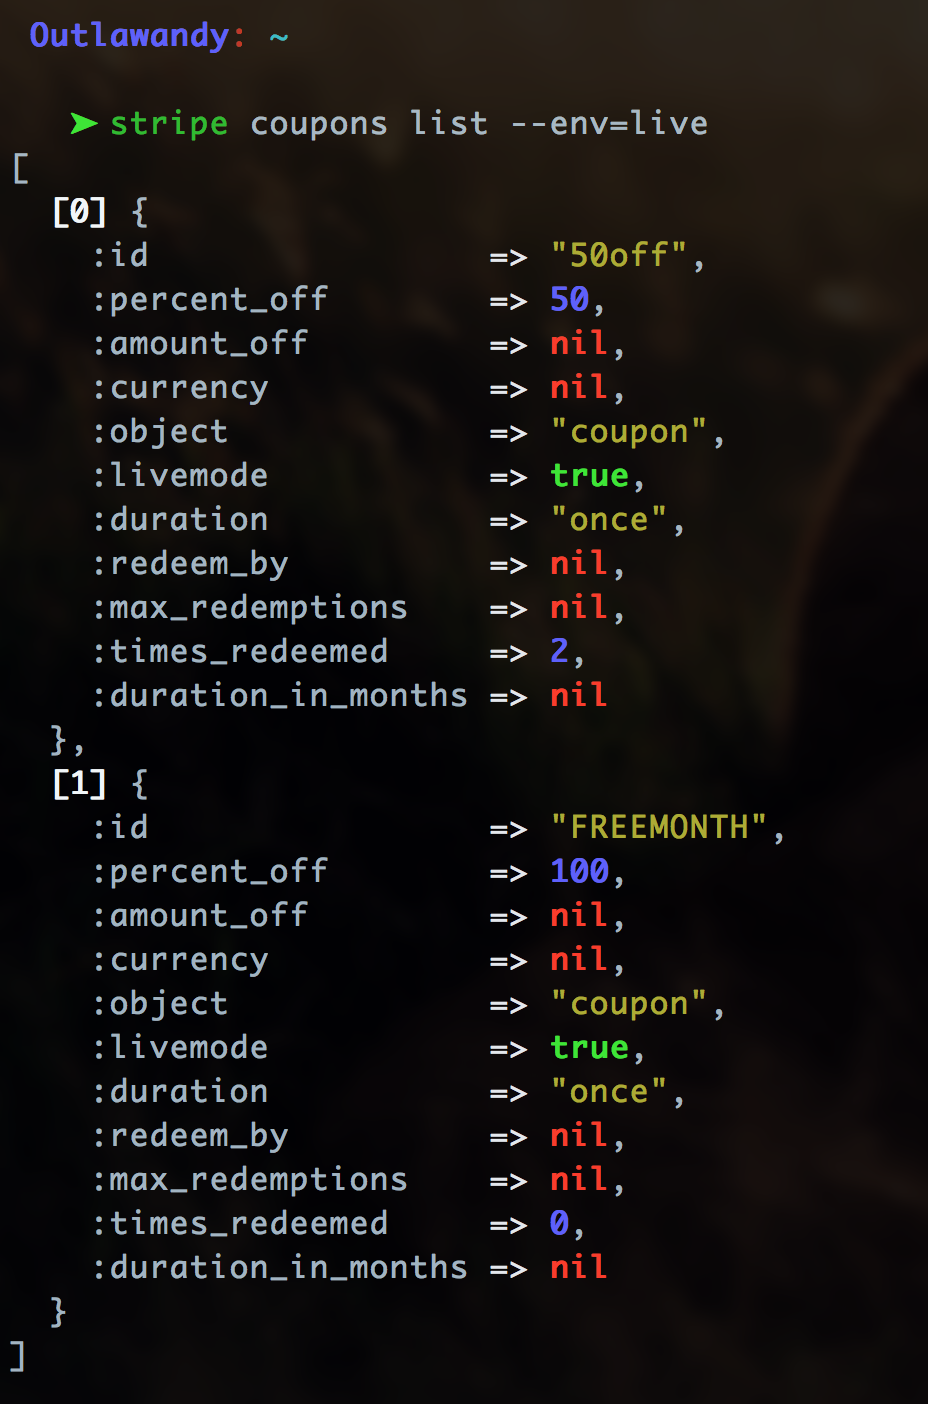 Outlawandy: ~
➤ stripe coupons list --env=live
[
[0] {
:id => "50off",
:percent_off => 50,
:amount_off => nil,
:currency => nil,
:object => "coupon",
:livemode => true,
:duration => "once",
:redeem_by => nil,
:max_redemptions => nil,
:times_redeemed => 2,
:duration_in_months => nil
},
[1] {
:id => "FREEMONTH",
:percent_off => 100,
:amount_off => nil,
:currency => nil,
:object => "coupon",
:livemode => true,
:duration => "once",
:redeem_by => nil,
:max_redemptions => nil,
:times_redeemed => 0,
:duration_in_months => nil
}
]